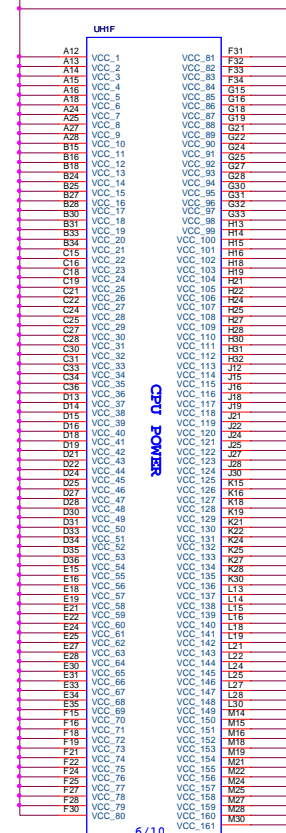 UH1F
A12 VCC_1 VCC_81 F31
A13 VCC_2 VCC_82 F32
A14 VCC_3 VCC_83 F33
A15 VCC_4 VCC_84 F34
A16 VCC_5 VCC_85 G15
A18 VCC_6 VCC_86 G16
A24 VCC_7 VCC_87 G18
A25 VCC_8 VCC_88 G19
A27 VCC_9 VCC_89 G21
A28 VCC_10 VCC_90 G22
B15 VCC_11 VCC_91 G24
B16 VCC_12 VCC_92 G25
B18 VCC_13 VCC_93 G27
B24 VCC_14 VCC_94 G28
B25 VCC_15 VCC_95 G30
B27 VCC_16 VCC_96 G31
B28 VCC_17 VCC_97 G32
B30 VCC_18 VCC_98 G33
B31 VCC_19 VCC_99 H13
B33 VCC_20 VCC_100 H14
B34 VCC_21 VCC_101 H15
C15 VCC_22 VCC_102 H16
C16 VCC_23 VCC_103 H18
C18 VCC_24 VCC_104 H19
C19 VCC_25 VCC_105 H21
C21 VCC_26 VCC_106 H22
C22 VCC_27 VCC_107 H24
C24 VCC_28 VCC_108 H25
C25 VCC_29 VCC_109 H27
C27 VCC_30 VCC_110 H28
C28 VCC_31 VCC_111 H30
C30 VCC_32 VCC_112 H31
C31 VCC_33 VCC_113 H32
C33 VCC_34 VCC_114 J12
C34 VCC_35 VCC_115 J15
C36 VCC_36 VCC_116 J16
D13 VCC_37 VCC_117 J18
D14 VCC_38 VCC_118 J19
D15 VCC_39 VCC_119 J21
D16 VCC_40 VCC_120 J22
D18 VCC_41 VCC_121 J24
D19 VCC_42 VCC_122 J25
D21 VCC_43 VCC_123 J27
D22 VCC_44 VCC_124 J28
D24 VCC_45 VCC_125 J30
D25 VCC_46 VCC_126 K15
D27 VCC_47 VCC_127 K16
D28 VCC_48 VCC_128 K18
D30 VCC_49 VCC_129 K19
D31 VCC_50 VCC_130 K21
D33 VCC_51 VCC_131 K22
D34 VCC_52 VCC_132 K24
D35 VCC_53 VCC_133 K25
D36 VCC_54 VCC_134 K27
E15 VCC_55 VCC_135 K28
E16 VCC_56 VCC_136 K30
E18 VCC_57 VCC_137 L13
E19 VCC_58 VCC_138 L14
E21 VCC_59 VCC_139 L15
E22 VCC_60 VCC_140 L16
E24 VCC_61 VCC_141 L18
E25 VCC_62 VCC_142 L19
E27 VCC_63 VCC_143 L21
E28 VCC_64 VCC_144 L22
E30 VCC_65 VCC_145 L24
E31 VCC_66 VCC_146 L25
E33 VCC_67 VCC_147 L27
E34 VCC_68 VCC_148 L28
E35 VCC_69 VCC_149 L30
F15 VCC_70 VCC_150 M14
F16 VCC_71 VCC_151 M15
F18 VCC_72 VCC_152 M16
F19 VCC_73 VCC_153 M18
F21 VCC_74 VCC_154 M19
F22 VCC_75 VCC_155 M21
F24 VCC_76 VCC_156 M22
F25 VCC_77 VCC_157 M24
F27 VCC_78 VCC_158 M25
F28 VCC_79 VCC_159 M27
F30 VCC_80 VCC_160 M28
VCC_161 M30
CPU POWER
6/10